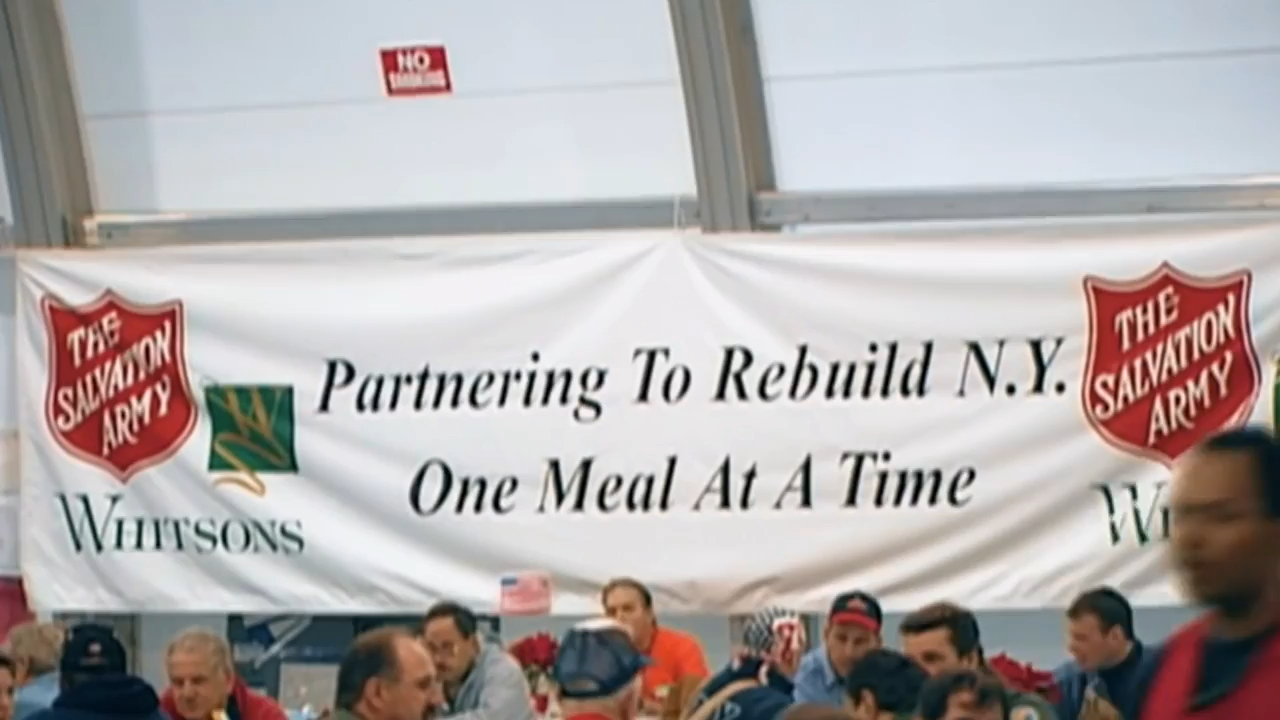 NO
SMOKING
THE
SALVATION
ARMY
WHITSONS
Partnering To Rebuild N.Y.
One Meal At A Time
THE
SALVATION
ARMY